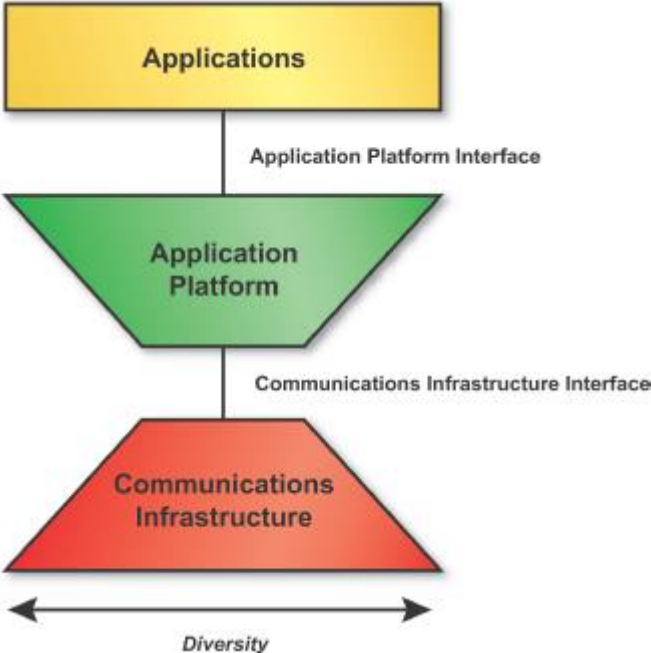 Applications
Application Platform Interface
Application
Platform
Communications Infrastructure Interface
Communications
Infrastructure
Diversity